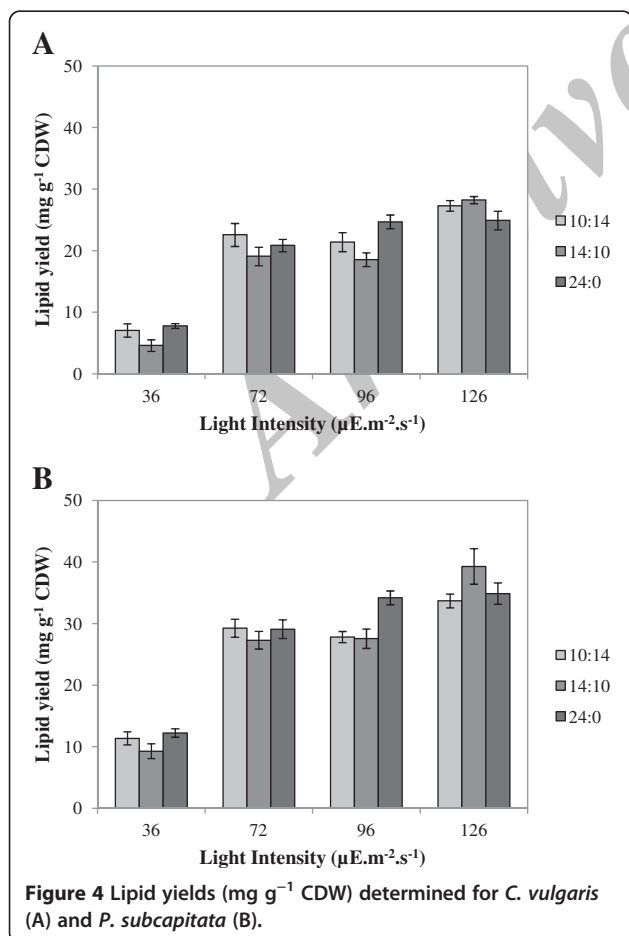 A
50
40
30
20
10
0
Lipid yield (mg g⁻¹ CDW)
36 72 96 126
Light Intensity (µE.m⁻².s⁻¹)
10:14
14:10
24:0
B
50
40
30
20
10
0
Lipid yield (mg g⁻¹ CDW)
36 72 96 126
Light Intensity (µE.m⁻².s⁻¹)
10:14
14:10
24:0
Figure 4 Lipid yields (mg g⁻¹ CDW) determined for C. vulgaris
(A) and P. subcapitata (B).